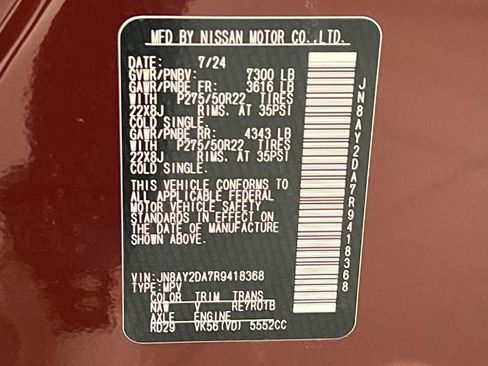 MFD BY NISSAN MOTOR CO.,LTD.
DATE: 7/24
GVWR/PNBV: 7300 LB
GAWR/PNBE FR: 3616 LB
WITH P275/50R22 TIRES
22X8J RIMS, AT 35PSI
COLD SINGLE.
GAWR/PNBE RR: 4343 LB
WITH P275/50R22 TIRES
22X8J RIMS, AT 35PSI
COLD SINGLE.
THIS VEHICLE CONFORMS TO
ALL APPLICABLE FEDERAL
MOTOR VEHICLE SAFETY
STANDARDS IN EFFECT ON
THE DATE OF MANUFACTURE
SHOWN ABOVE.
VIN: JN8AY2DA7R9418368
TYPE: MPV
COLOR TRIM TRANS
NAW V RE7R01B
AXLE ENGINE
RD29 VK56(VD) 5552CC
JN8AY2DA7R9418368